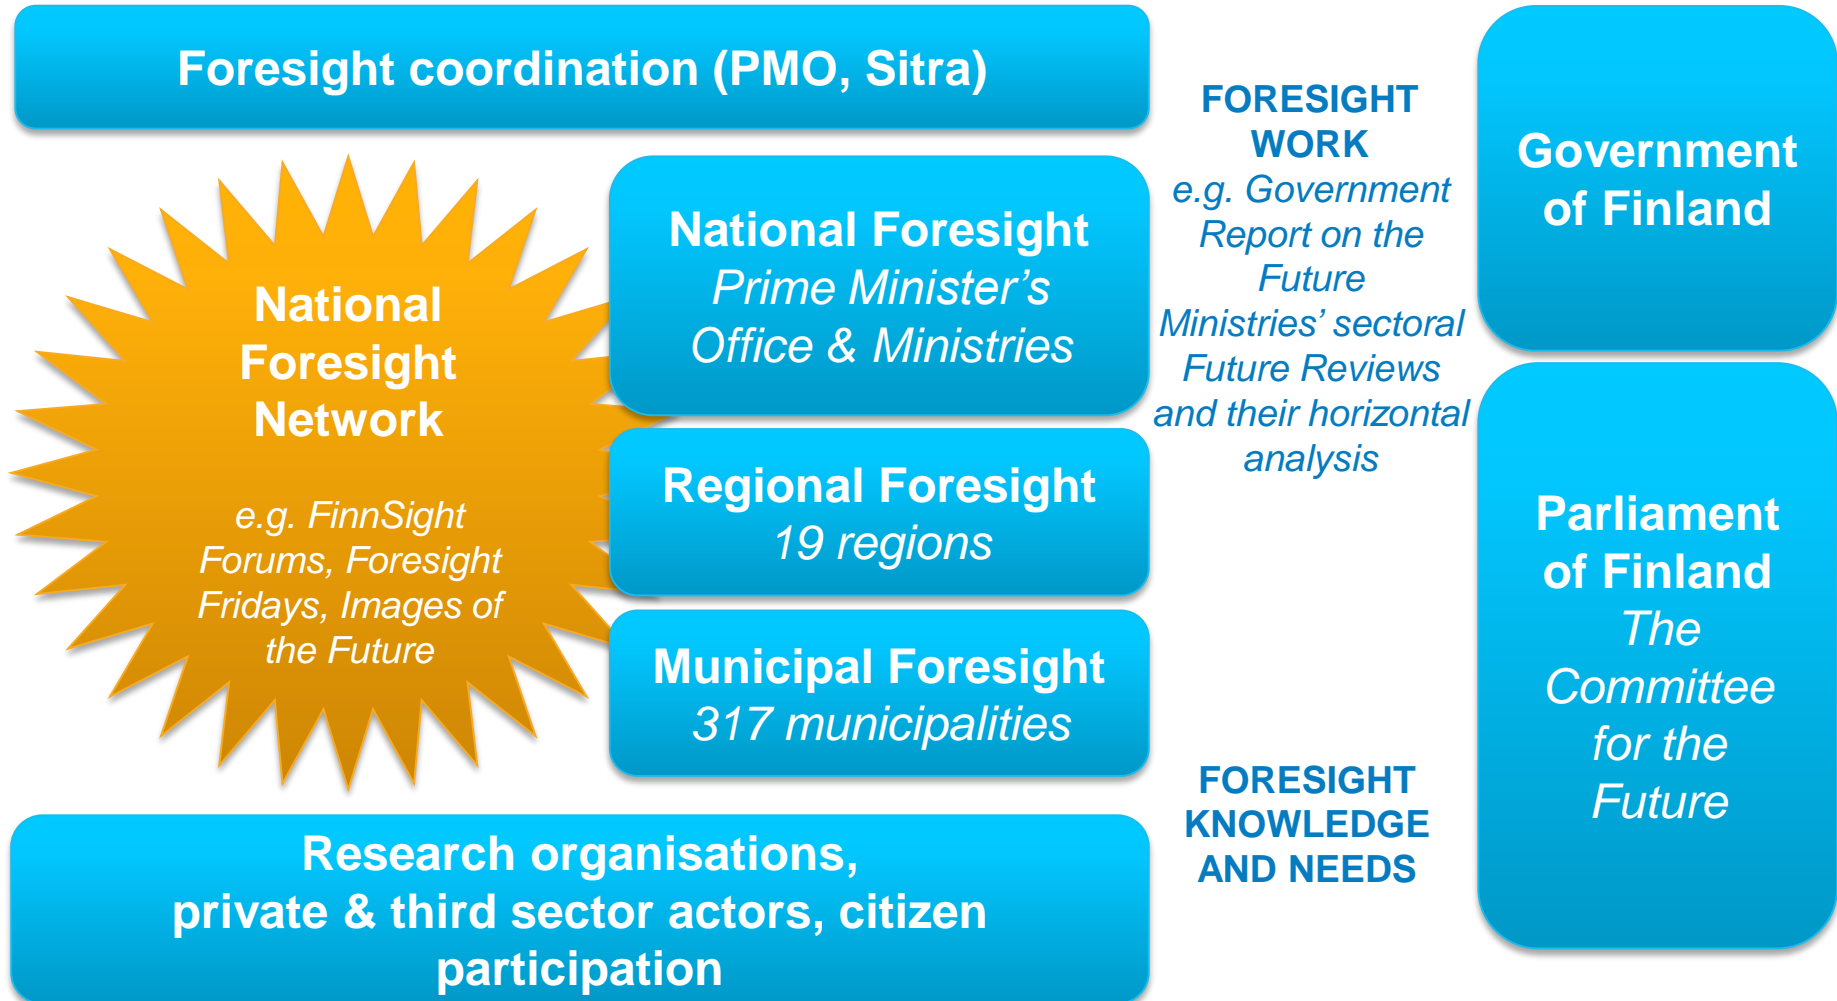 Foresight coordination (PMO, Sitra)
National
Foresight
Network
e.g. FinnSight
Forums, Foresight
Fridays, Images of
the Future
National Foresight
Prime Minister’s
Office & Ministries
Regional Foresight
19 regions
Municipal Foresight
317 municipalities
Research organisations,
private & third sector actors, citizen
participation
FORESIGHT
WORK
e.g. Government
Report on the
Future
Ministries’ sectoral
Future Reviews
and their horizontal
analysis
FORESIGHT
KNOWLEDGE
AND NEEDS
Government
of Finland
Parliament
of Finland
The
Committee
for the
Future